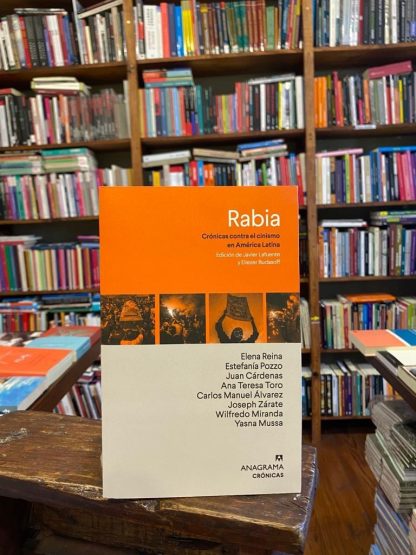 Rabia
Crónicas contra el cinismo
en América Latina
Edición de Javier Lafuente
y Eliezer Budasoff
Elena Reina
Estefanía Pozzo
Juan Cárdenas
Ana Teresa Toro
Carlos Manuel Álvarez
Joseph Zárate
Wilfredo Miranda
Yasna Mussa
ANAGRAMA
CRÓNICAS